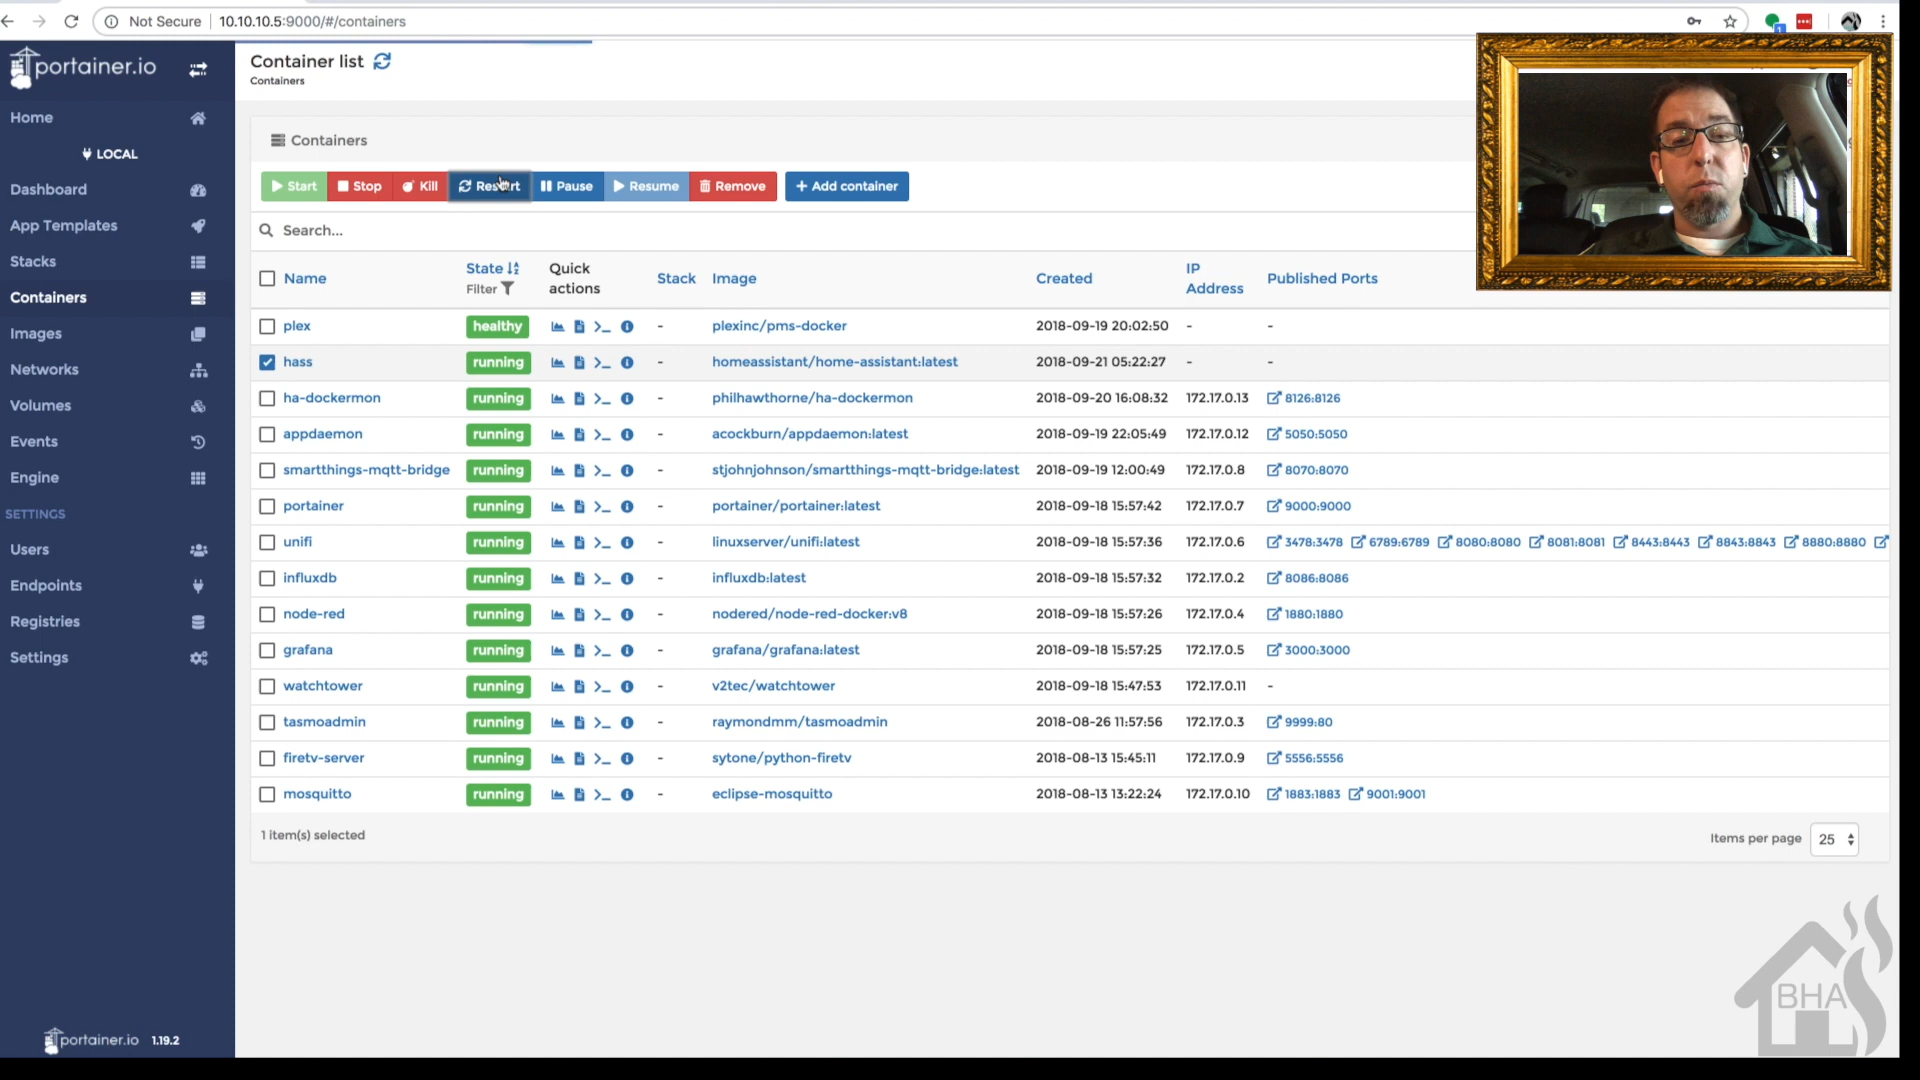 Not Secure 10.10.10.5:9000/#/containers
portainer.io
Home
LOCAL
Dashboard
App Templates
Stacks
Containers
Images
Networks
Volumes
Events
Engine
SETTINGS
Users
Endpoints
Registries
Settings
portainer.io 1.19.2
Container list
Containers
Containers
Start Stop Kill Restart Pause Resume Remove + Add container
Search...
Name State Filter Quick actions Stack Image Created IP Address Published Ports
plex healthy - plexinc/pms-docker 2018-09-19 20:02:50 - -
hass running - homeassistant/home-assistant:latest 2018-09-21 05:22:27 - -
ha-dockermon running - philhawthorne/ha-dockermon 2018-09-20 16:08:32 172.17.0.13 8126:8126
appdaemon running - acockburn/appdaemon:latest 2018-09-19 22:05:49 172.17.0.12 5050:5050
smartthings-mqtt-bridge running - stjohnjohnson/smartthings-mqtt-bridge:latest 2018-09-19 12:00:49 172.17.0.8 8070:8070
portainer running - portainer/portainer:latest 2018-09-18 15:57:42 172.17.0.7 9000:9000
unifi running - linuxserver/unifi:latest 2018-09-18 15:57:36 172.17.0.6 3478:3478 6789:6789 8080:8080 8081:8081 8443:8443 8843:8843 8880:8880
influxdb running - influxdb:latest 2018-09-18 15:57:32 172.17.0.2 8086:8086
node-red running - nodered/node-red-docker:v8 2018-09-18 15:57:26 172.17.0.4 1880:1880
grafana running - grafana/grafana:latest 2018-09-18 15:57:25 172.17.0.5 3000:3000
watchtower running - v2tec/watchtower 2018-09-18 15:47:53 172.17.0.11 -
tasmoadmin running - raymondmm/tasmoadmin 2018-08-26 11:57:56 172.17.0.3 9999:80
firetv-server running - sytone/python-firetv 2018-08-13 15:45:11 172.17.0.9 5556:5556
mosquitto running - eclipse-mosquitto 2018-08-13 13:22:24 172.17.0.10 1883:1883 9001:9001
1 item(s) selected
Items per page 25
BHA